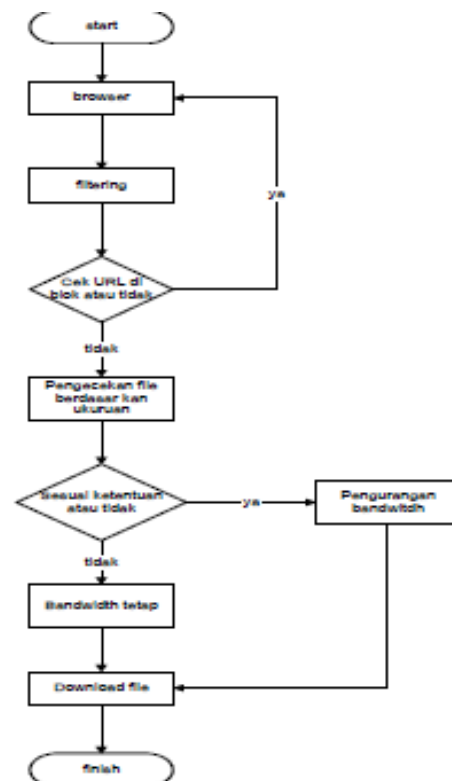 start
browser
filtering
ya
Cek URL di
blok atau tidak
tidak
Pengecekan file
berdasar kan
ukuruan
Sesuai ketentuan
atau tidak
ya
Pengurangan
bandwitdh
tidak
Bandwidth tetap
Download file
finish